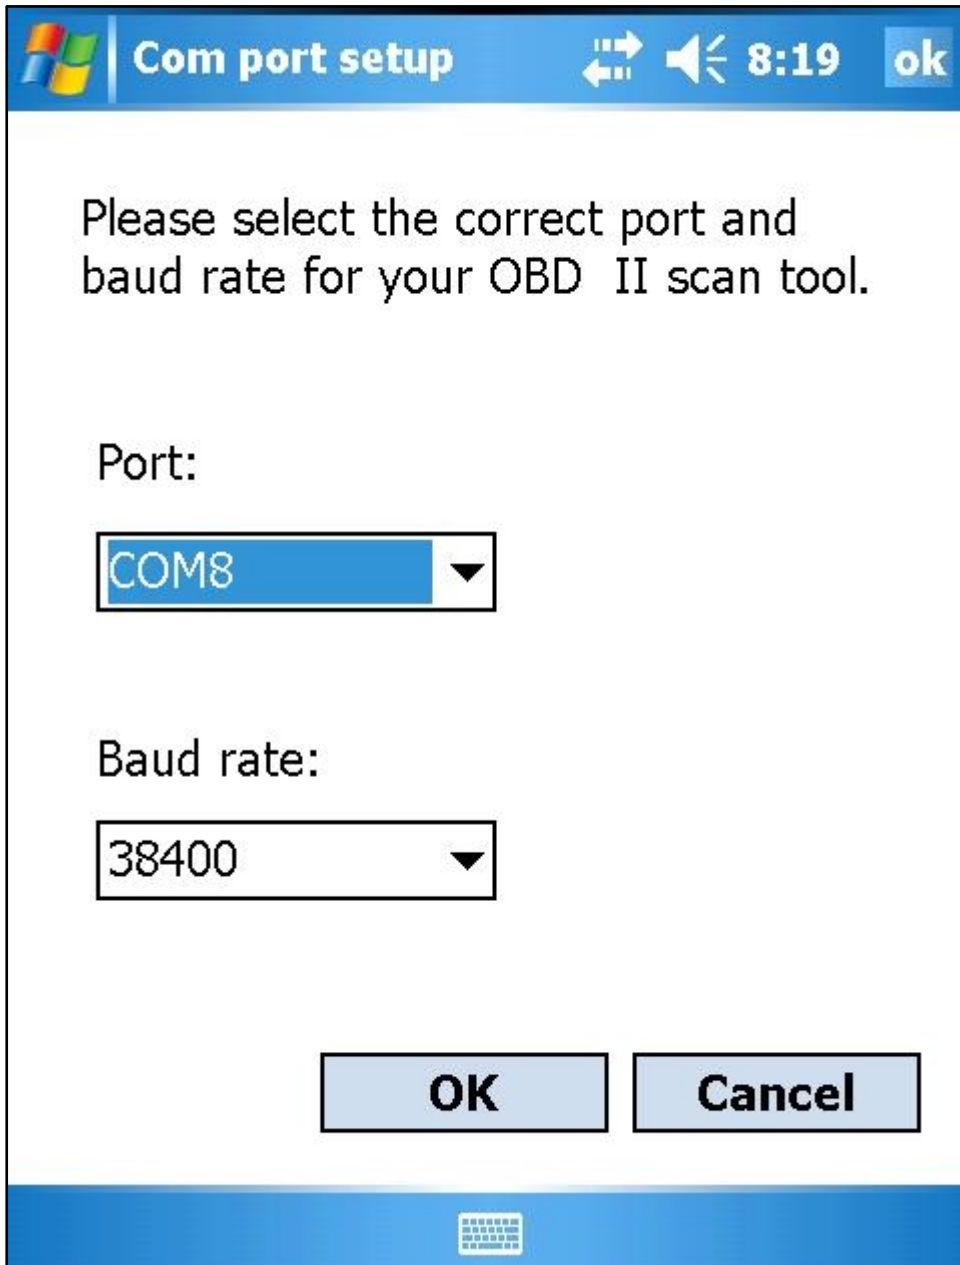 Com port setup 8:19 ok
Please select the correct port and
baud rate for your OBD  II scan tool.
Port:
COM8
Baud rate:
38400
OK Cancel